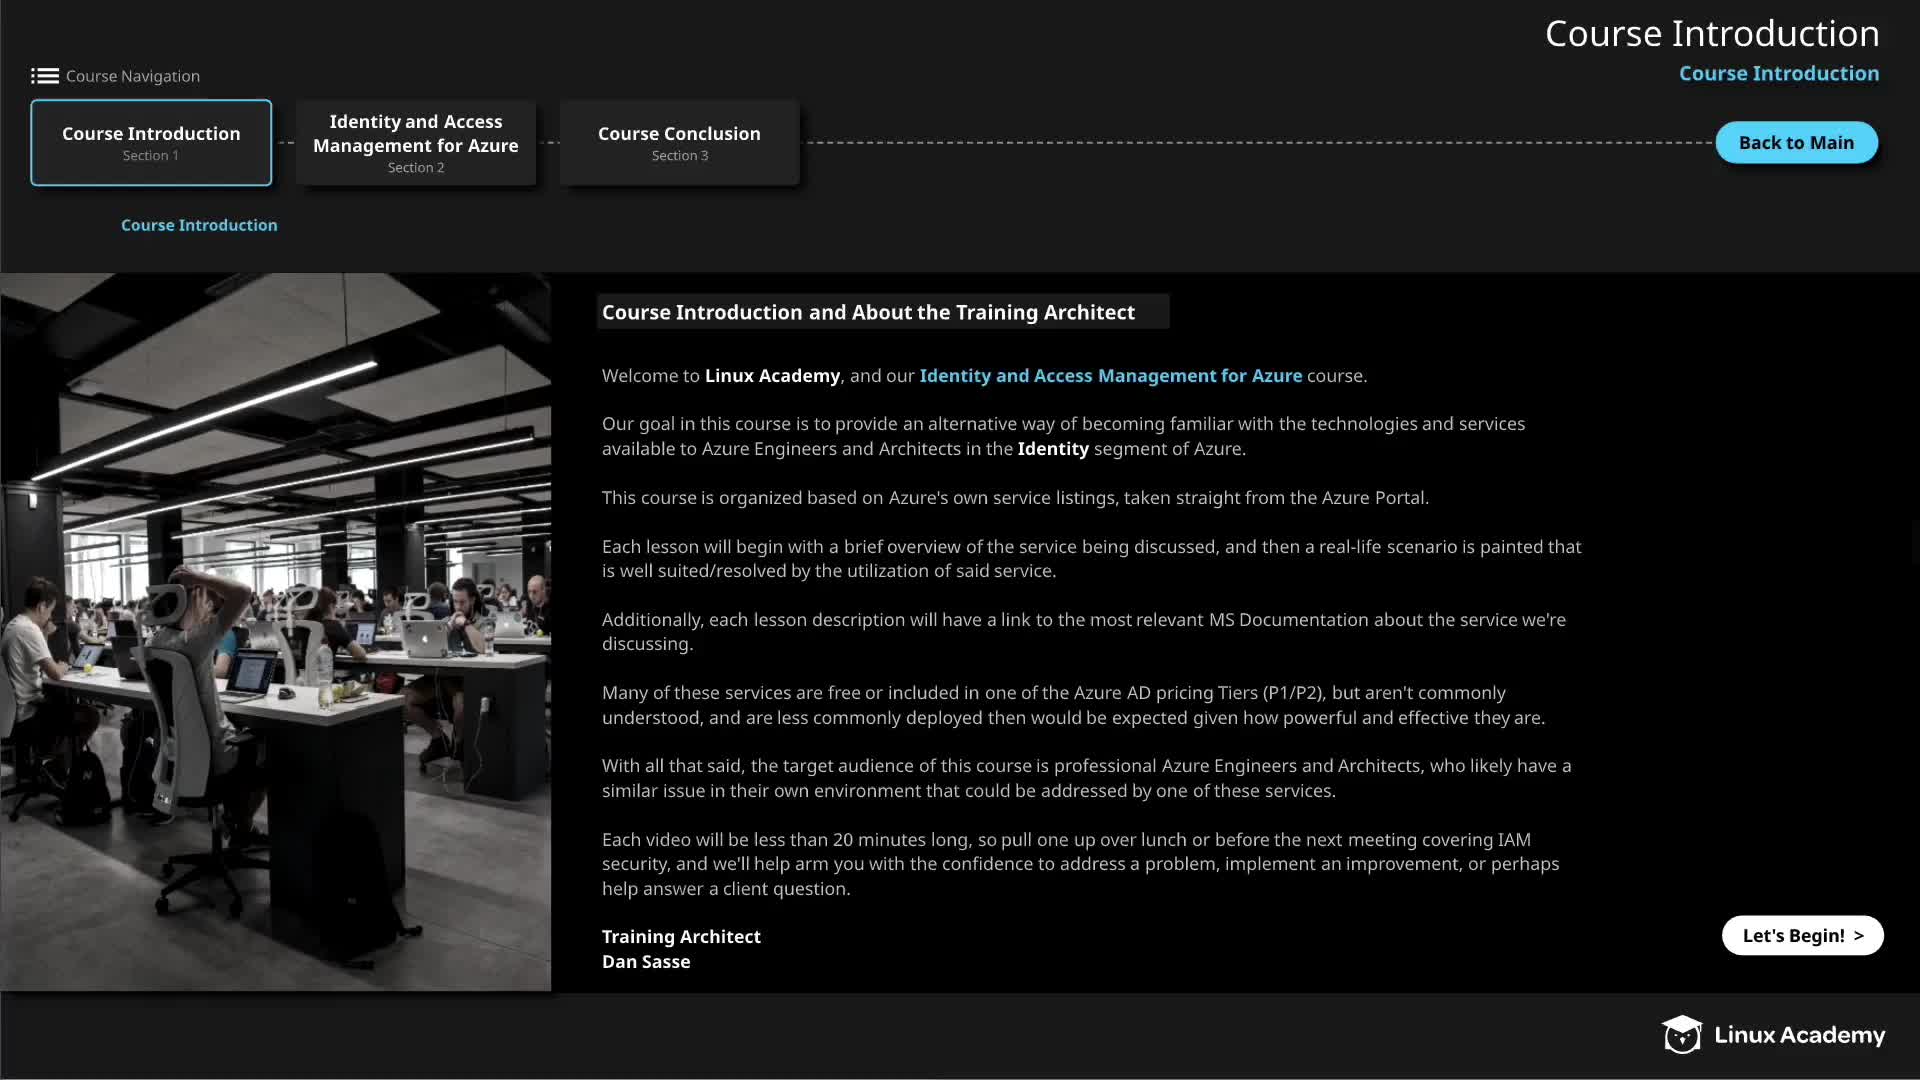 Course Introduction
Course Introduction
Course Navigation
Course Introduction
Section 1
Identity and Access
Management for Azure
Section 2
Course Conclusion
Section 3
Back to Main
Course Introduction
Course Introduction and About the Training Architect
Welcome to Linux Academy, and our Identity and Access Management for Azure course.
Our goal in this course is to provide an alternative way of becoming familiar with the technologies and services
available to Azure Engineers and Architects in the Identity segment of Azure.
This course is organized based on Azure's own service listings, taken straight from the Azure Portal.
Each lesson will begin with a brief overview of the service being discussed, and then a real-life scenario is painted that
is well suited/resolved by the utilization of said service.
Additionally, each lesson description will have a link to the most relevant MS Documentation about the service we're
discussing.
Many of these services are free or included in one of the Azure AD pricing Tiers (P1/P2), but aren't commonly
understood, and are less commonly deployed then would be expected given how powerful and effective they are.
With all that said, the target audience of this course is professional Azure Engineers and Architects, who likely have a
similar issue in their own environment that could be addressed by one of these services.
Each video will be less than 20 minutes long, so pull one up over lunch or before the next meeting covering IAM
security, and we'll help arm you with the confidence to address a problem, implement an improvement, or perhaps
help answer a client question.
Training Architect
Dan Sasse
Let's Begin! >
Linux Academy